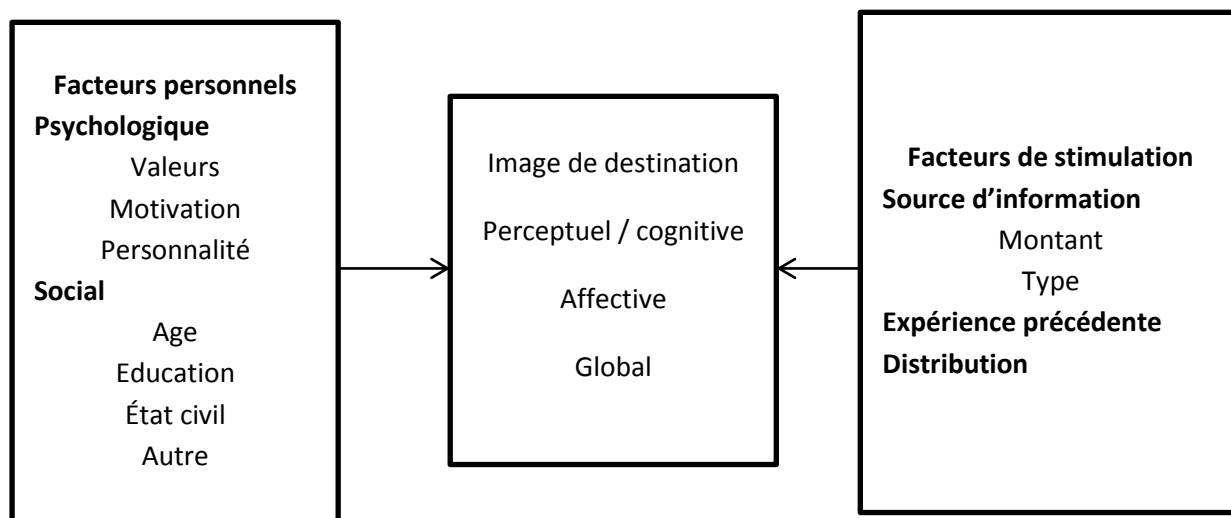 Facteurs personnels
Psychologique
Valeurs
Motivation
Personnalité
Social
Age
Education
État civil
Autre
Image de destination
Perceptuel / cognitive
Affective
Global
Facteurs de stimulation
Source d’information
Montant
Type
Expérience précédente
Distribution